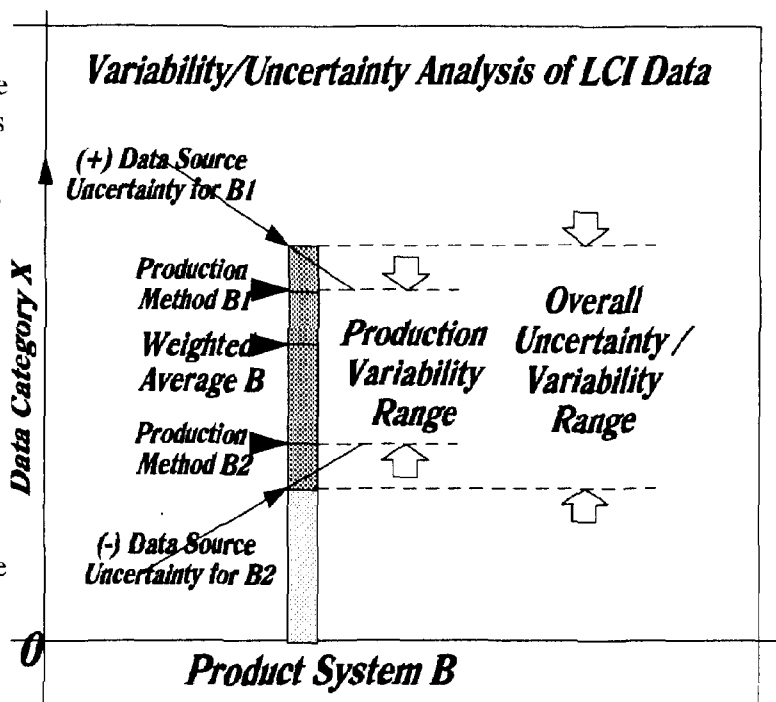 Variability/Uncertainty Analysis of LCI Data
e
s
(+) Data Source
Uncertainty for B1
Data Category X
Production
Method B1
Weighted
Average B
Production
Method B2
Production
Variability
Range
Overall
Uncertainty /
Variability
Range
(-) Data Source
Uncertainty for B2
e
0
Product System B